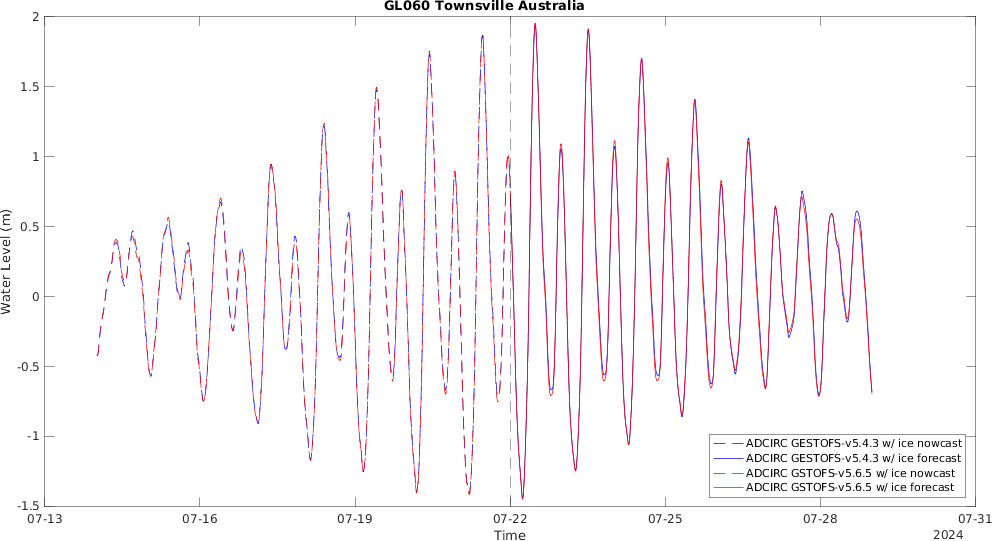 GL060 Townsville Australia
2
1.5
1
0.5
0
-0.5
-1
-1.5
Water Level (m)
ADCIRC GESTOFS-v5.4.3 w/ ice nowcast
ADCIRC GESTOFS-v5.4.3 w/ ice forecast
ADCIRC GSTOFS-v5.6.5 w/ ice nowcast
ADCIRC GSTOFS-v5.6.5 w/ ice forecast
07-13 07-16 07-19 07-22 07-25 07-28 07-31
Time
2024